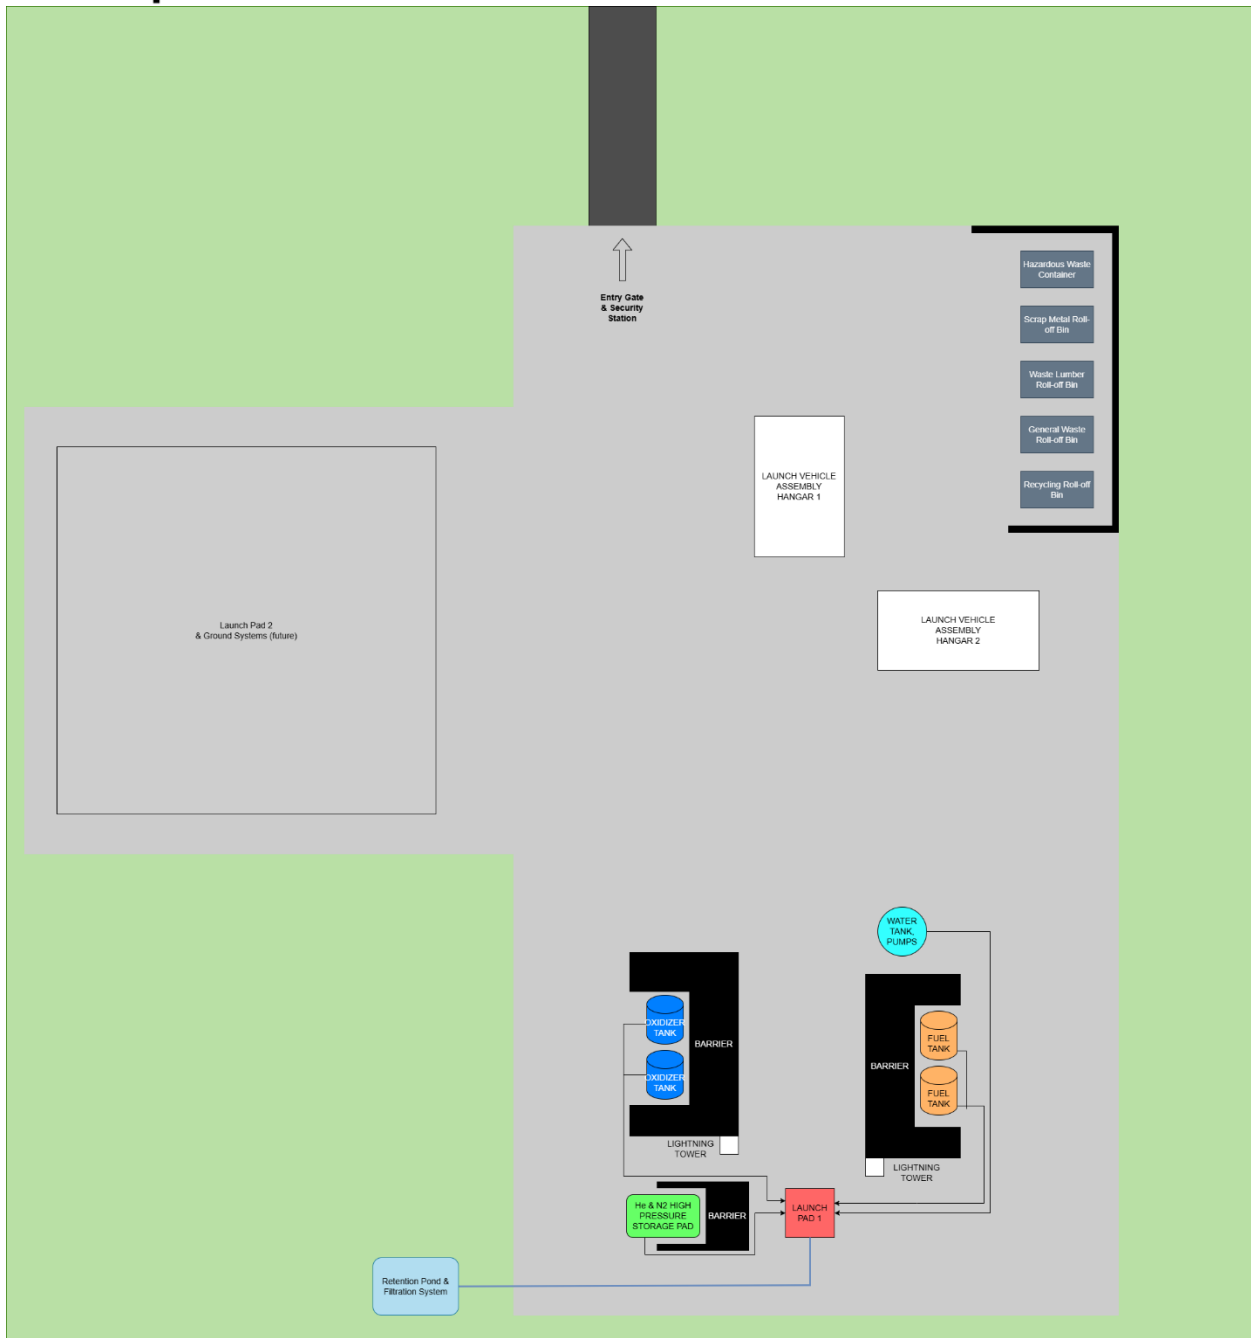 Entry Gate
& Security
Station
Hazardous Waste
Container
Scrap Metal Roll-
off Bin
Waste Lumber
Roll-off Bin
General Waste
Roll-off Bin
Recycling Roll-off
Bin
LAUNCH VEHICLE
ASSEMBLY
HANGAR 1
LAUNCH VEHICLE
ASSEMBLY
HANGAR 2
Launch Pad 2
& Ground Systems (future)
WATER
TANK,
PUMPS
OXIDIZER
TANK
OXIDIZER
TANK
BARRIER
BARRIER
FUEL
TANK
FUEL
TANK
LIGHTNING
TOWER
LIGHTNING
TOWER
He & N2 HIGH
PRESSURE
STORAGE PAD
BARRIER
LAUNCH
PAD 1
Retention Pond &
Filtration System